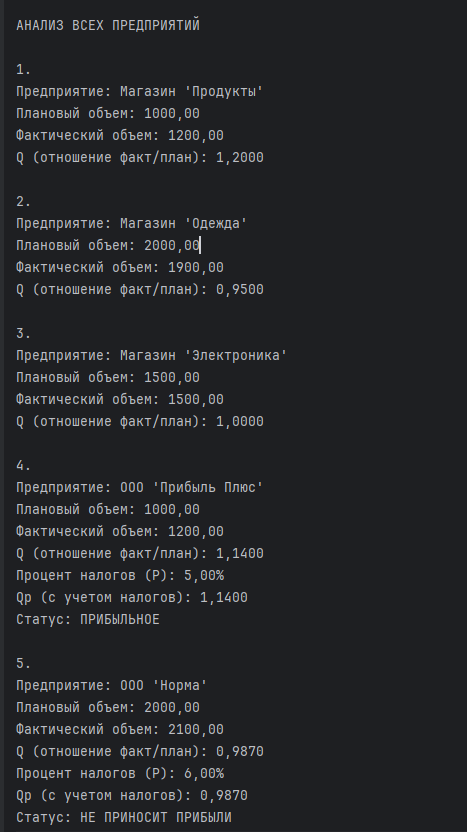 АНАЛИЗ ВСЕХ ПРЕДПРИЯТИЙ
1.
Предприятие: Магазин 'Продукты'
Плановый объем: 1000,00
Фактический объем: 1200,00
Q (отношение факт/план): 1,2000
2.
Предприятие: Магазин 'Одежда'
Плановый объем: 2000,00
Фактический объем: 1900,00
Q (отношение факт/план): 0,9500
3.
Предприятие: Магазин 'Электроника'
Плановый объем: 1500,00
Фактический объем: 1500,00
Q (отношение факт/план): 1,0000
4.
Предприятие: ООО 'Прибыль Плюс'
Плановый объем: 1000,00
Фактический объем: 1200,00
Q (отношение факт/план): 1,1400
Процент налогов (P): 5,00%
Qp (с учетом налогов): 1,1400
Статус: ПРИБЫЛЬНОЕ
5.
Предприятие: ООО 'Норма'
Плановый объем: 2000,00
Фактический объем: 2100,00
Q (отношение факт/план): 0,9870
Процент налогов (P): 6,00%
Qp (с учетом налогов): 0,9870
Статус: НЕ ПРИНОСИТ ПРИБЫЛИ